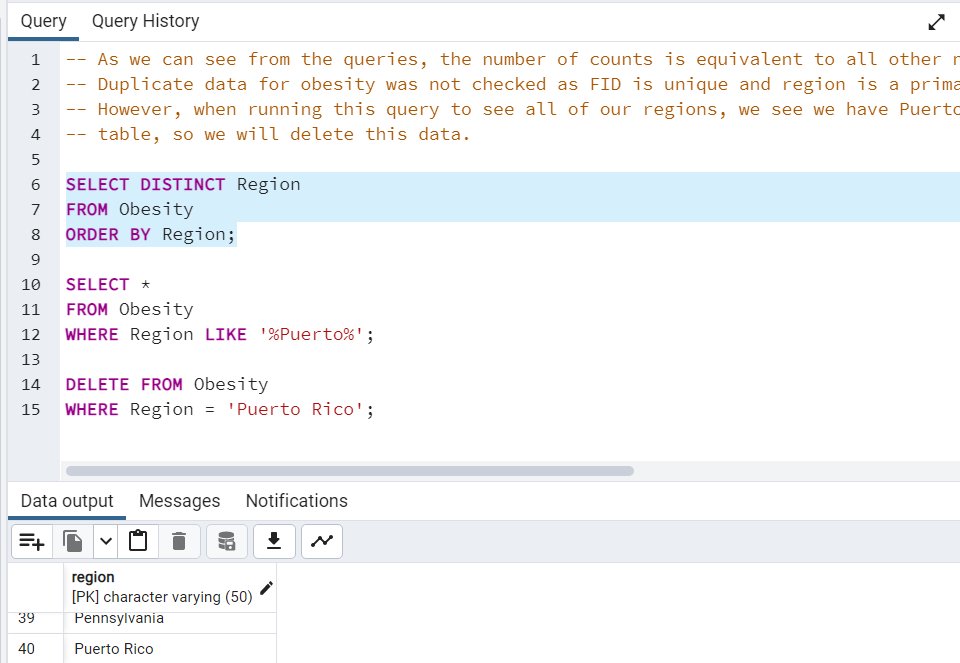 Query Query History
1 -- As we can see from the queries, the number of counts is equivalent to all other
2 -- Duplicate data for obesity was not checked as FID is unique and region is a
3 -- However, when running this query to see all of our regions, we see we have
4 -- table, so we will delete this data.
5
6 SELECT DISTINCT Region
7 FROM Obesity
8 ORDER BY Region;
9
10 SELECT *
11 FROM Obesity
12 WHERE Region LIKE '%Puerto%';
13
14 DELETE FROM Obesity
15 WHERE Region = 'Puerto Rico';
Data output Messages Notifications
region
[PK] character varying (50)
39 Pennsylvania
40 Puerto Rico